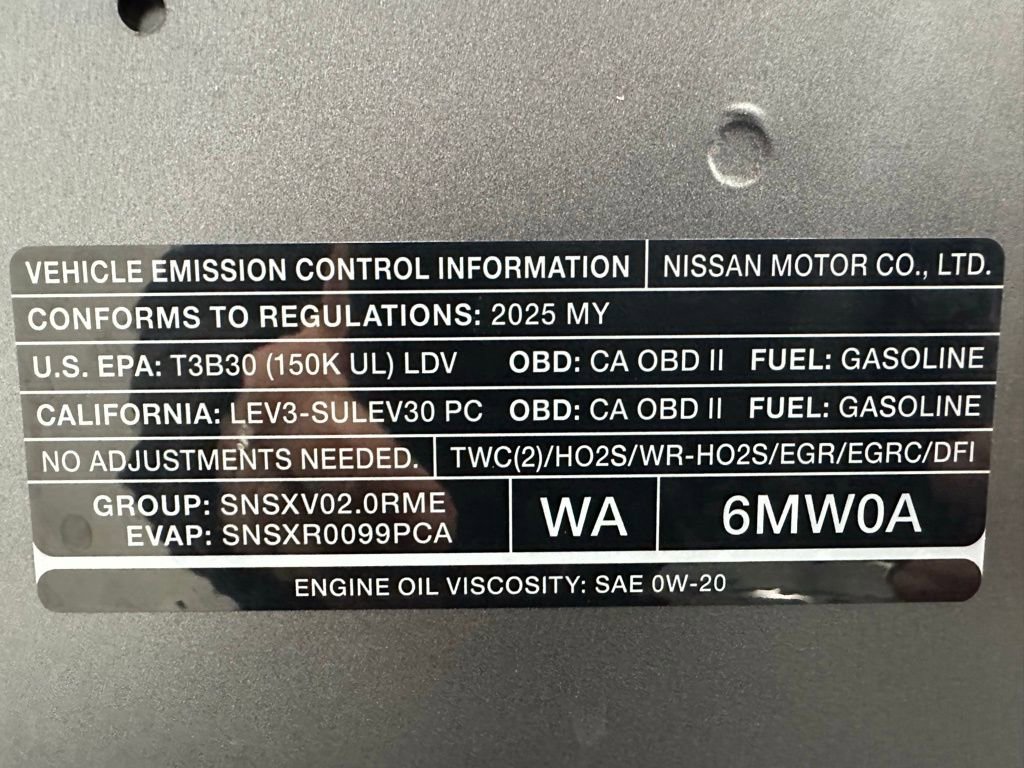 VEHICLE EMISSION CONTROL INFORMATION NISSAN MOTOR CO., LTD.
CONFORMS TO REGULATIONS: 2025 MY
U.S. EPA: T3B30 (150K UL) LDV OBD: CA OBD II FUEL: GASOLINE
CALIFORNIA: LEV3-SULEV30 PC OBD: CA OBD II FUEL: GASOLINE
NO ADJUSTMENTS NEEDED. TWC(2)/HO2S/WR-HO2S/EGR/EGRC/DFI
GROUP: SNSXV02.0RME
EVAP: SNSXR0099PCA
WA
6MW0A
ENGINE OIL VISCOSITY: SAE 0W-20